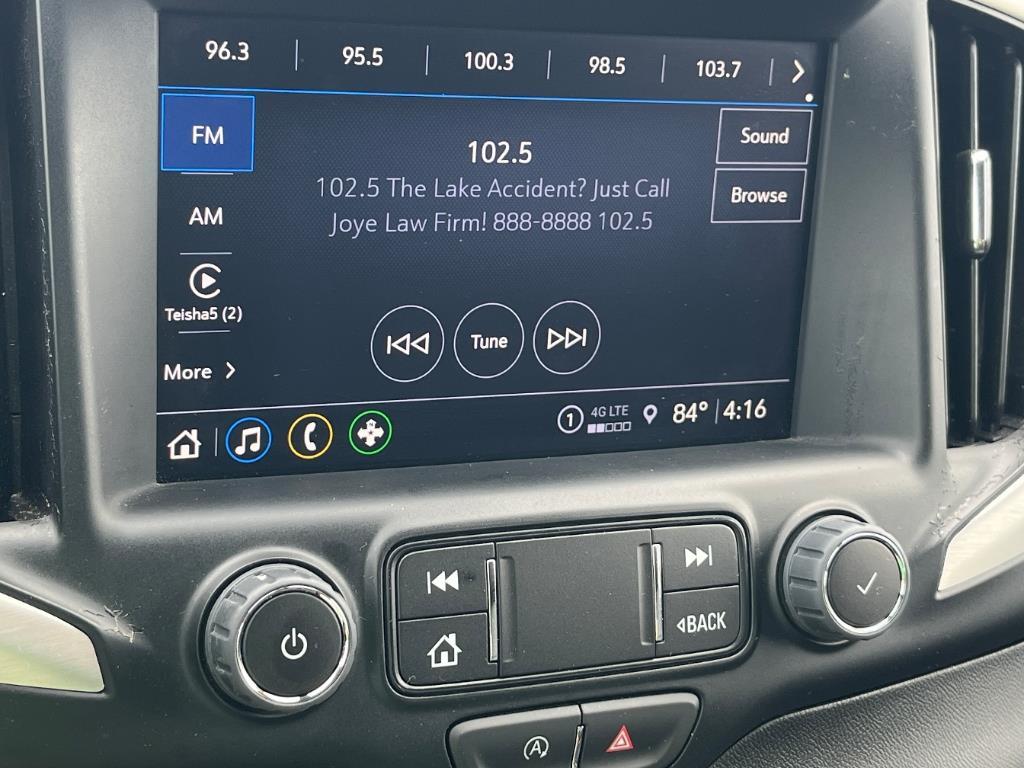 96.3 95.5 100.3 98.5 103.7
FM
AM
Teisha5 (2)
More
102.5
102.5 The Lake Accident? Just Call
Joye Law Firm! 888-8888 102.5
Sound
Browse
Tune
1 4G LTE 84° 4:16
BACK
A